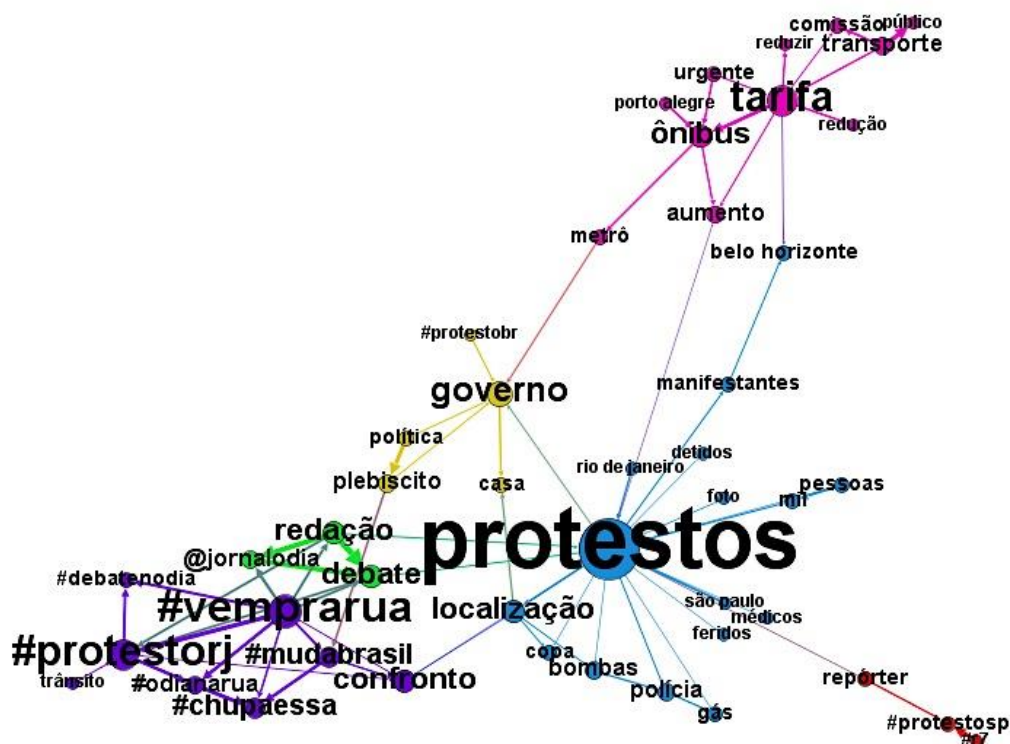 comissão
público
reduzir
transporte
urgente
tarifa
porto alegre
ônibus
redução
aumento
metrô
belo horizonte
#protestobr
governo
manifestantes
política
detidos
rio de janeiro
plebiscito
casa
foto
mil
pessoas
redação
protestos
@jornalodia
debate
#debatenodia
#vemprarua
localização
são paulo
médicos
feridos
#protestorj
#mudabrasil
copa
bombas
trânsito
#odianarua
confronto
repórter
polícia
#chupaessa
gás
#protestosp
#r7